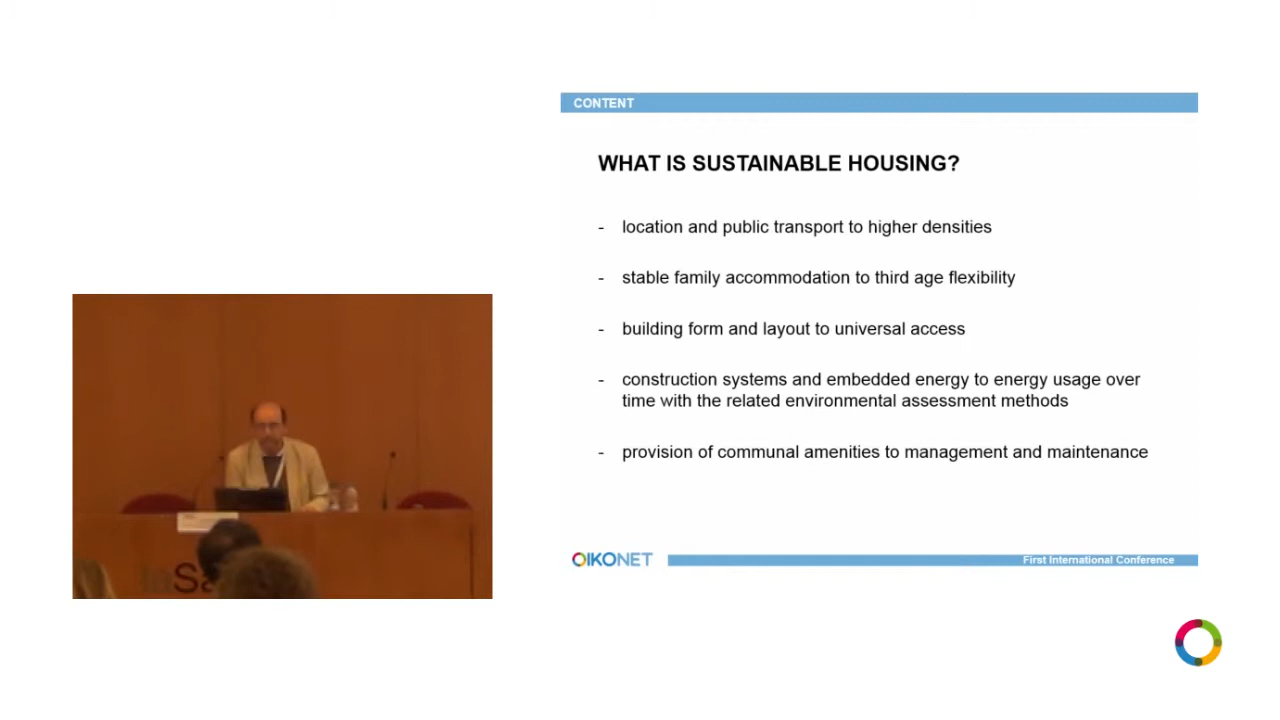 CONTENT
WHAT IS SUSTAINABLE HOUSING?
- location and public transport to higher densities
- stable family accommodation to third age flexibility
- building form and layout to universal access
- construction systems and embedded energy to energy usage over
time with the related environmental assessment methods
- provision of communal amenities to management and maintenance
OIKONET
First International Conference